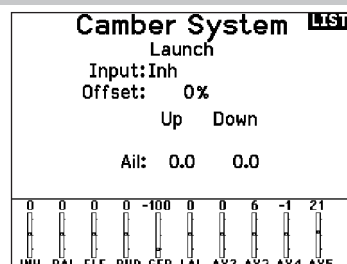 Camber System LIST
Launch
Input:Inh
Offset: 0%
Up Down
Ail: 0.0 0.0
0 0 0 0 -100 0 0 6 -1 21